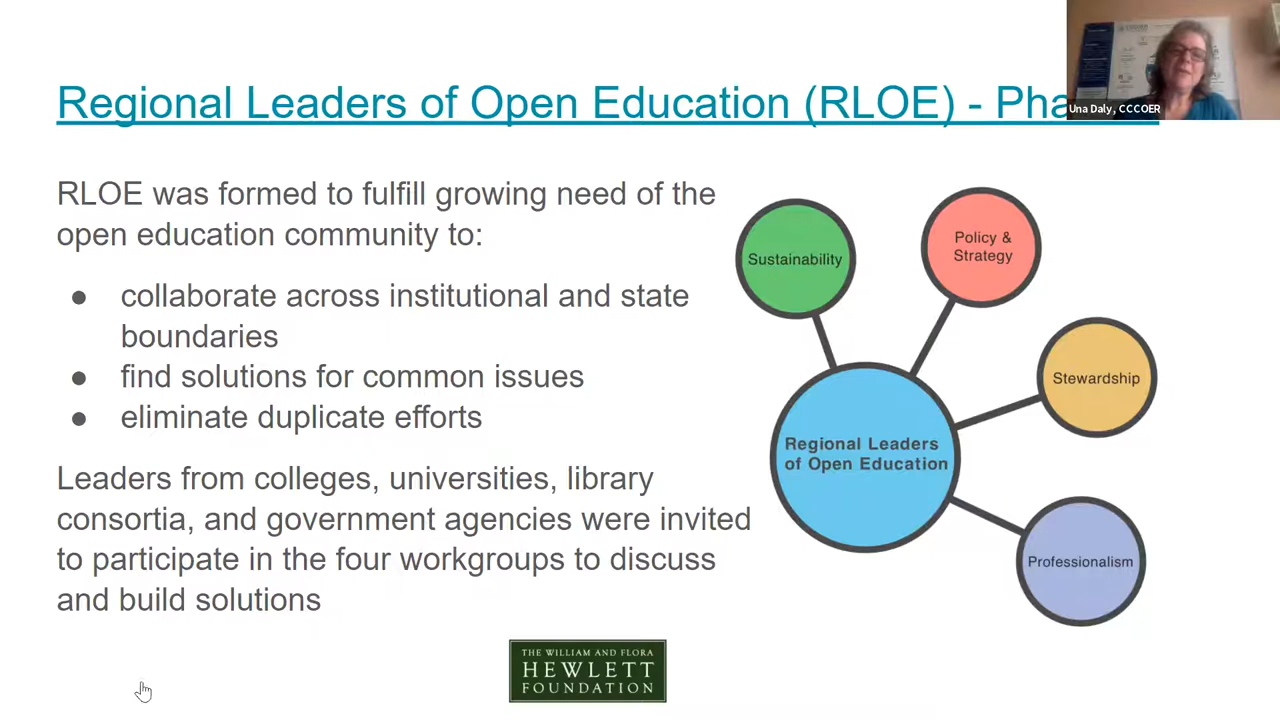 Regional Leaders of Open Education (RLOE) - Pha
Una Daly, CCCOER
RLOE was formed to fulfill growing need of the
open education community to:
● collaborate across institutional and state
boundaries
● find solutions for common issues
● eliminate duplicate efforts
Leaders from colleges, universities, library
consortia, and government agencies were invited
to participate in the four workgroups to discuss
and build solutions
Sustainability
Policy &
Strategy
Stewardship
Regional Leaders
of Open Education
Professionalism
THE WILLIAM AND FLORA
HEWLETT
FOUNDATION